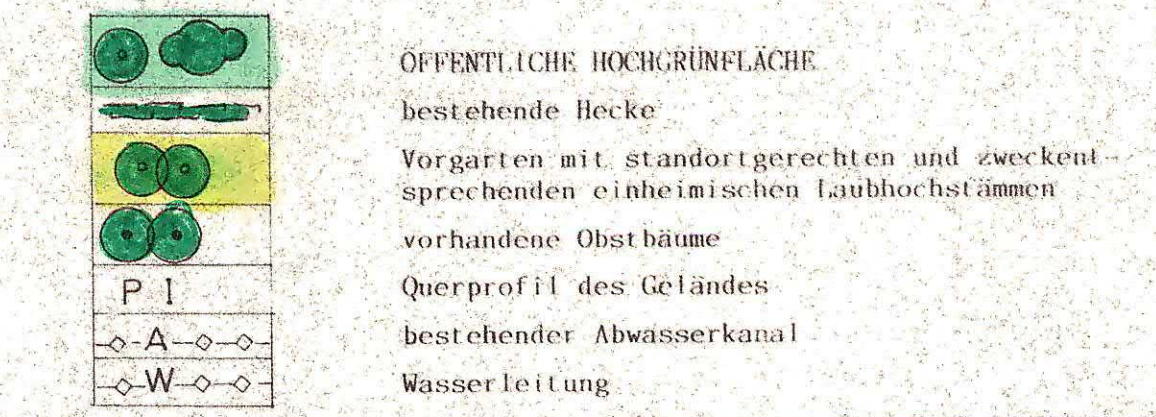 ÖFFENTLICHE HOCHGRÜNFLÄCHE
bestehende Hecke
Vorgarten mit standortgerechten und zweckent-
sprechenden einheimischen Laubhochstämmen
vorhandene Obstbäume
P I Querprofil des Geländes
A bestehender Abwasserkanal
W Wasserleitung